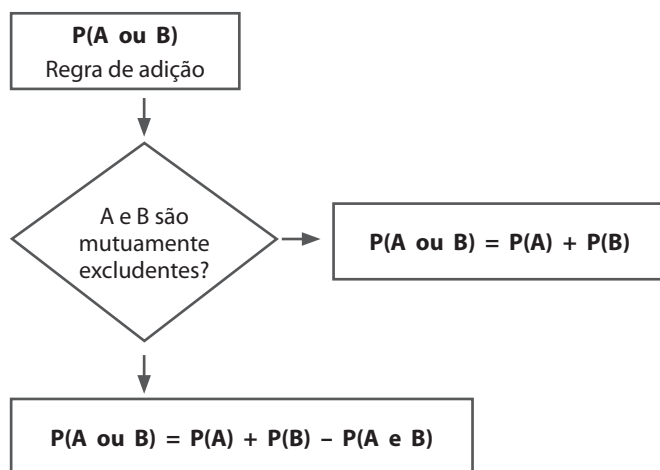 P(A ou B)
Regra de adição
A e B são
mutuamente
excludentes?
P(A ou B) = P(A) + P(B)
P(A ou B) = P(A) + P(B) – P(A e B)